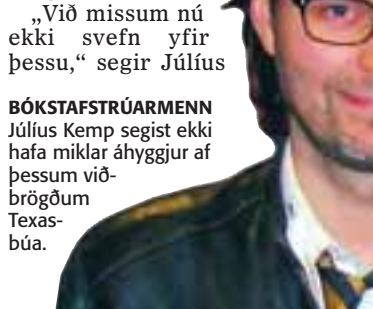 „Við missum nú
ekki svefn yfir
þessu,“ segir Júlíus
BÓKSTAFSTRÚARMENN
Júlíus Kemp segist ekki
hafa miklar áhyggjur af
þessum við-
brögðum
Texas-
búa.